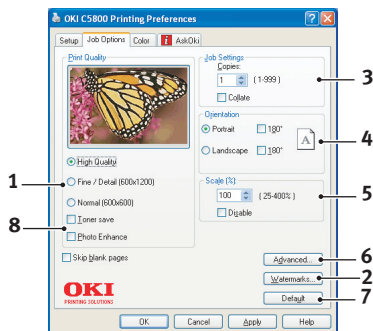 OKI C5800 Printing Preferences
Setup Job Options Color AskOki
Print Quality
High Quality
Fine / Detail (600x1200)
Normal (600x600)
Toner save
Photo Enhance
Skip blank pages
OKI
PRINTING SOLUTIONS
Job Settings
Copies:
1 (1-999 )
Collate
Orientation
Portrait 180°
Landscape 180°
A
Scale (%)
100 ( 25-400% )
Disable
Advanced...
Watermarks...
Default
OK Cancel Apply Help
1
8
3
4
5
6
2
7